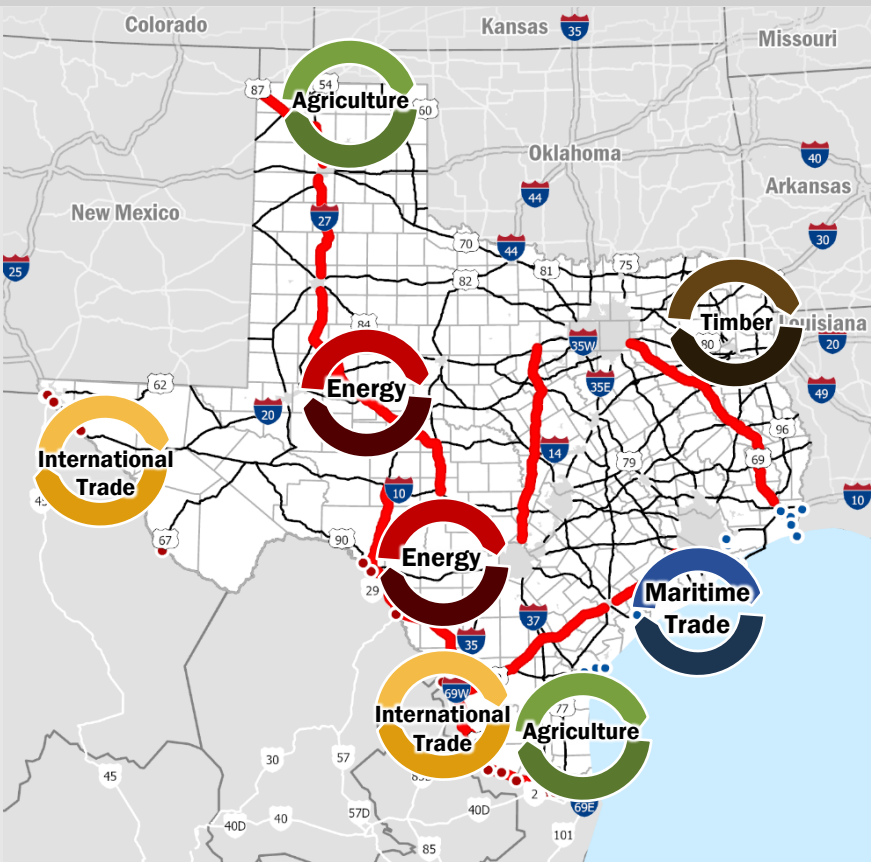 Colorado
Kansas
35
Missouri
87
54
Agriculture
60
Oklahoma
40
Arkansas
44
New Mexico
27
30
70
44
25
81
75
82
Timber
Louisiana
84
80
35W
20
62
Energy
35E
49
20
96
International
Trade
14
79
69
10
10
67
90
Energy
29
Maritime
Trade
37
35
69W
International
Trade
77
Agriculture
57
30
45
2
69E
40D
40
57D
40D
85
101